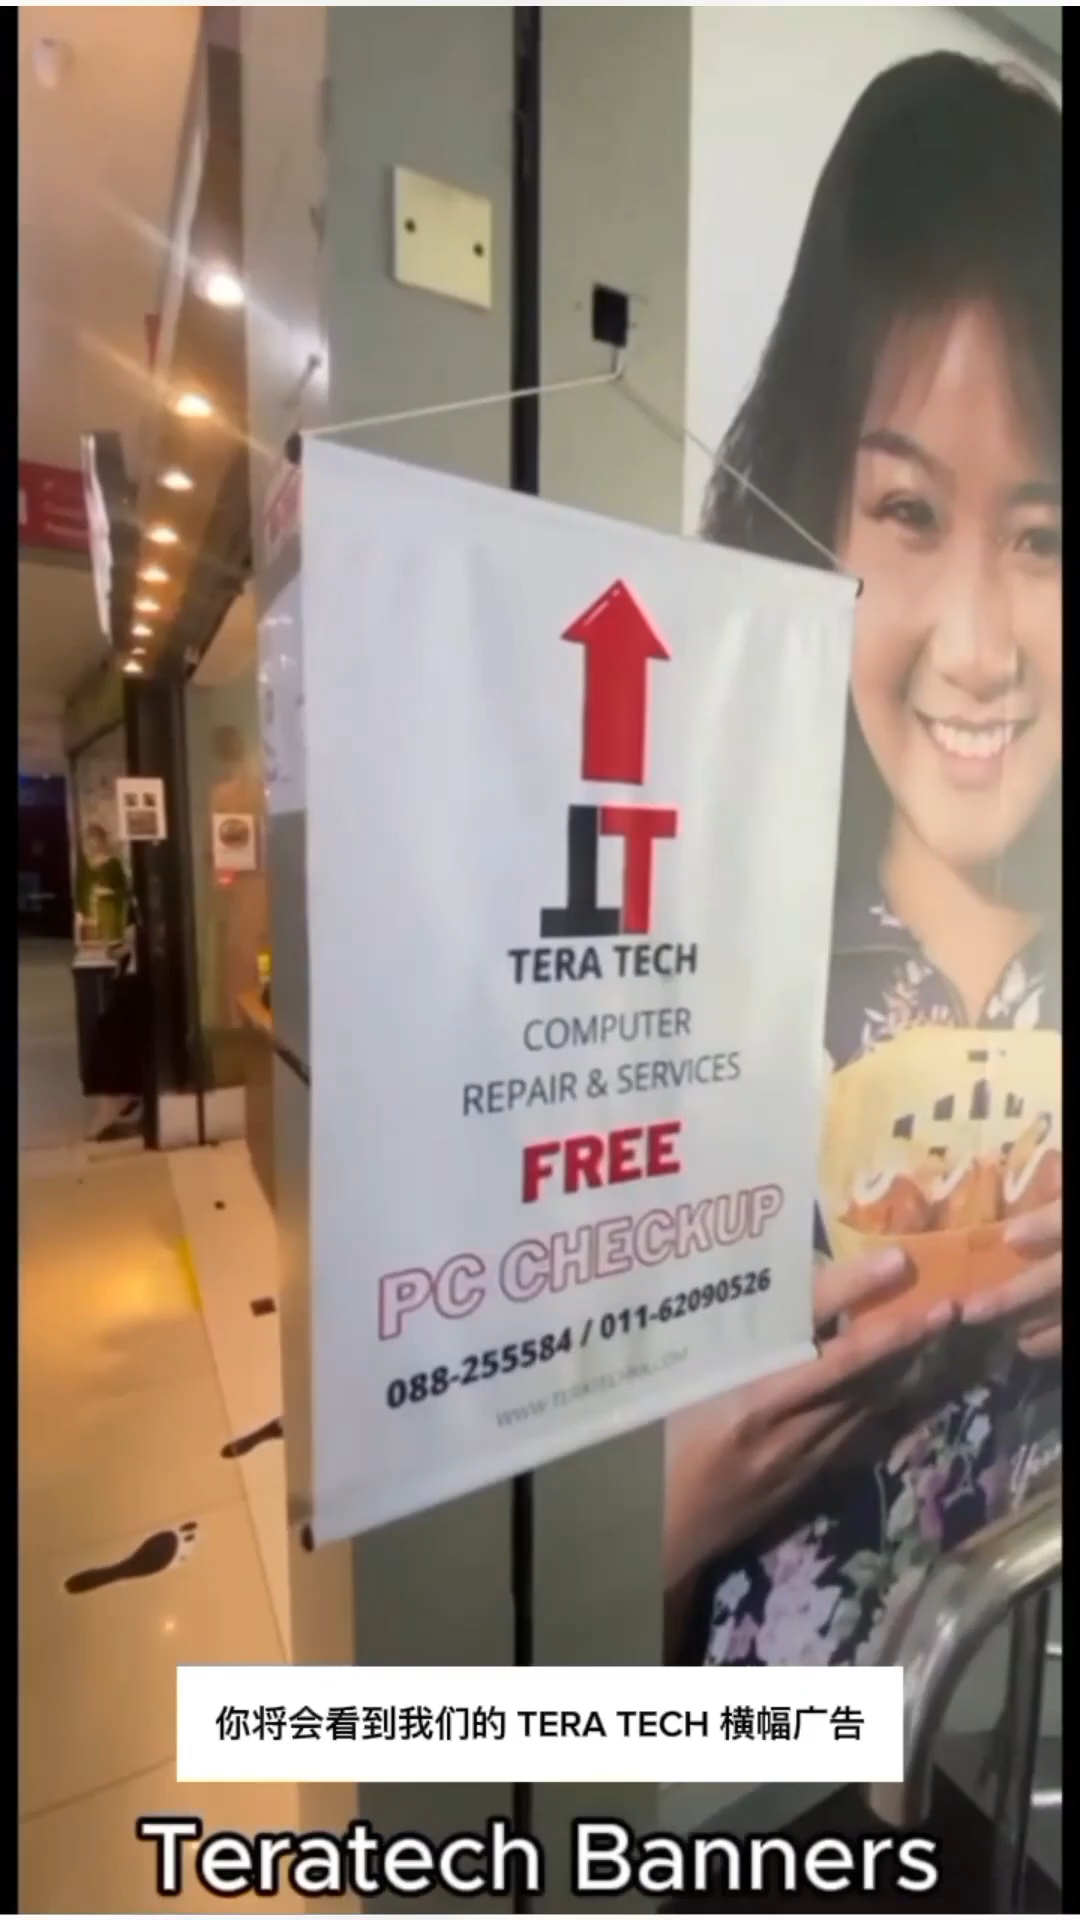 TERA TECH
COMPUTER
REPAIR & SERVICES
FREE
PC CHECKUP
088-255584 / 011-62090526
你将会看到我们的 TERA TECH 横幅广告
Teratech Banners